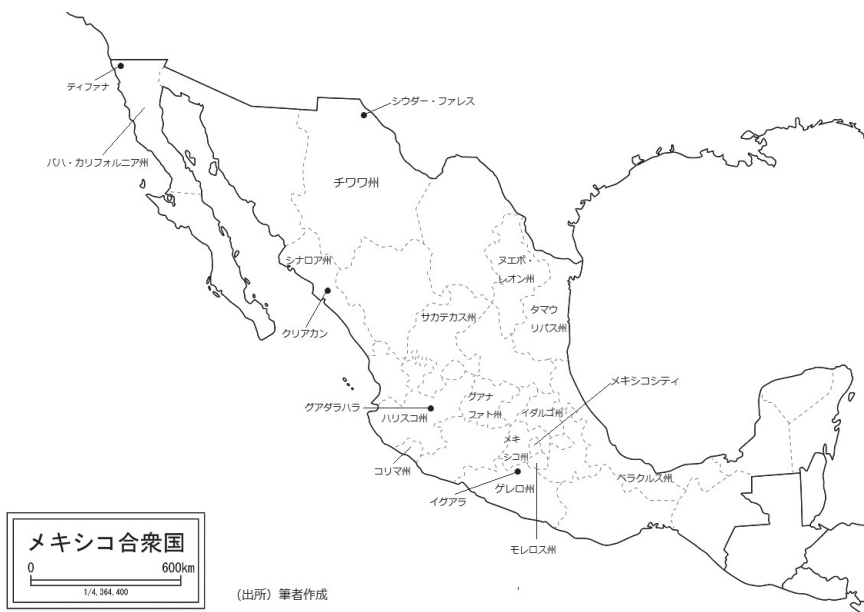 ティファナ
シウダー・ファレス
バハ・カリフォルニア州
チワワ州
シナロア州
ヌエボ・
レオン州
クリアカン
サカテカス州
タマウ
リパス州
メキシコシティ
グアダラハラ
ハリスコ州
グアナ
ファト州
イダルゴ州
メキ
シコ州
コリマ州
イグアラ
ゲレロ州
ベラクルス州
モレロス州
メキシコ合衆国
0 600km
1/4,364,400
(出所) 筆者作成